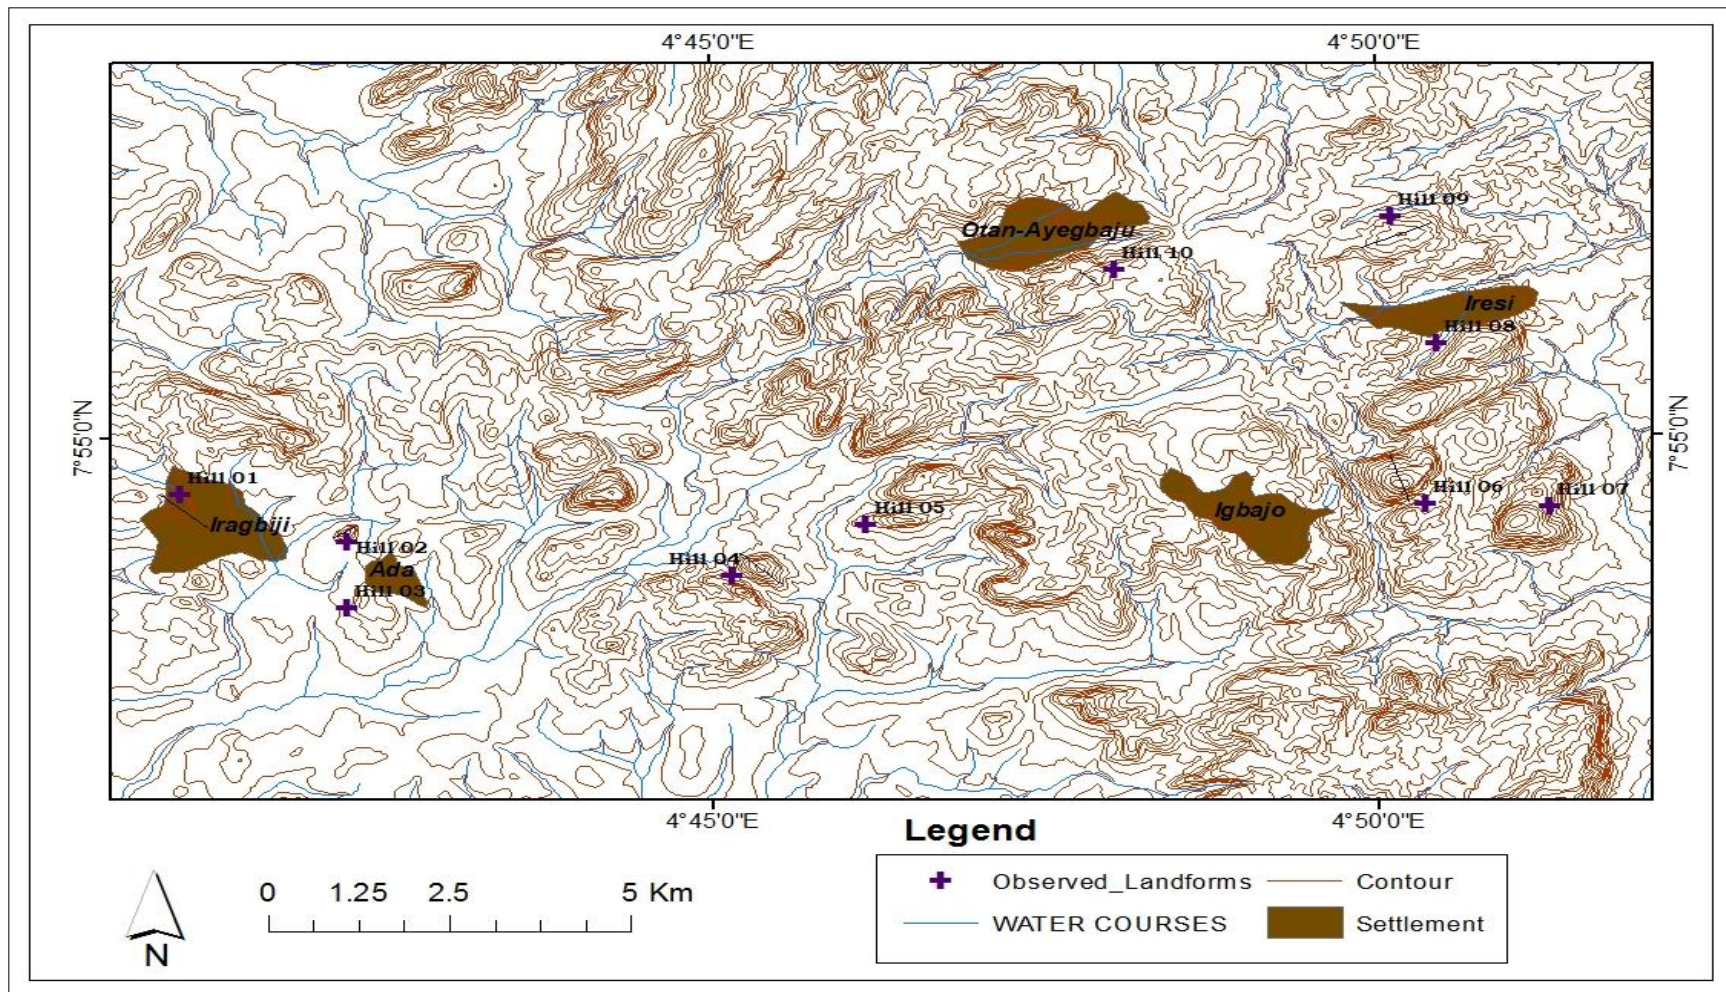 4°45'0"E 4°50'0"E
Hill 09
Otan-Ayegbaju
Hill 10
Iresi
Hill 08
7°55'0"N 7°55'0"N
Hill 01
Hill 06 Hill 07
Hill 05
Igbajo
Iragbiji
Hill 02
Hill 04
Ada
Hill 03
4°45'0"E 4°50'0"E
Legend
Observed_Landforms Contour
WATER COURSES Settlement
0 1.25 2.5 5 Km
N